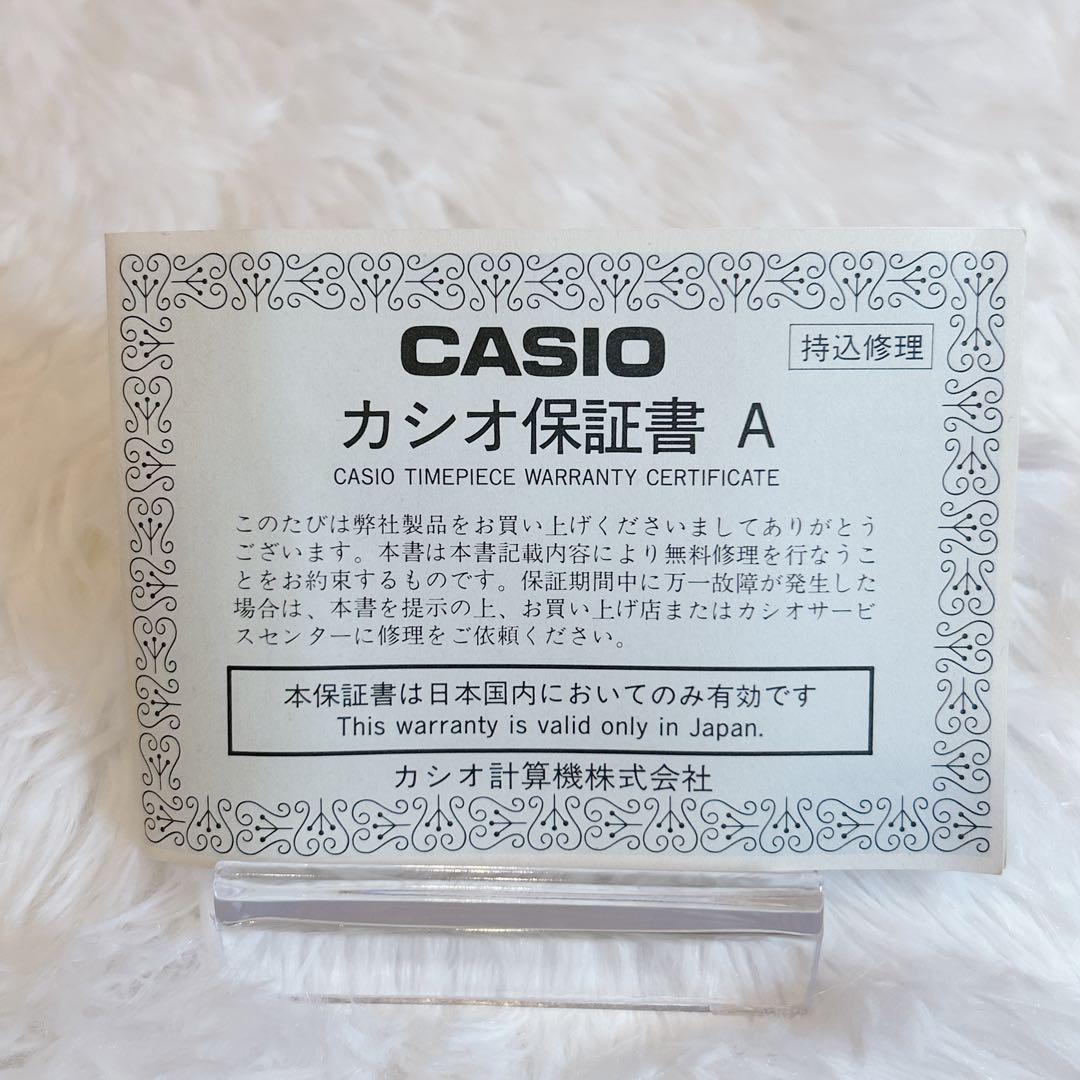 CASIO
持込修理
カシオ保証書 A
CASIO TIMEPIECE WARRANTY CERTIFICATE
このたびは弊社製品をお買い上げくださいましてありがとう
ございます。本書は本書記載内容により無料修理を行なうこ
とをお約束するものです。保証期間中に万一故障が発生した
場合は、本書を提示の上、お買い上げ店またはカシオサービ
スセンターに修理をご依頼ください。
本保証書は日本国内においてのみ有効です
This warranty is valid only in Japan.
カシオ計算機株式会社